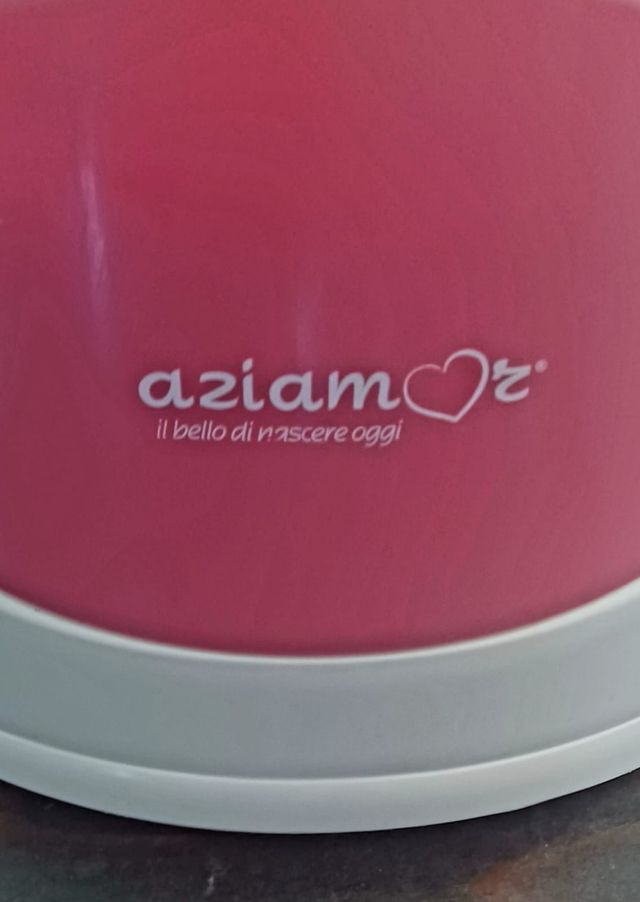 aziamor®
il bello di nascere oggi